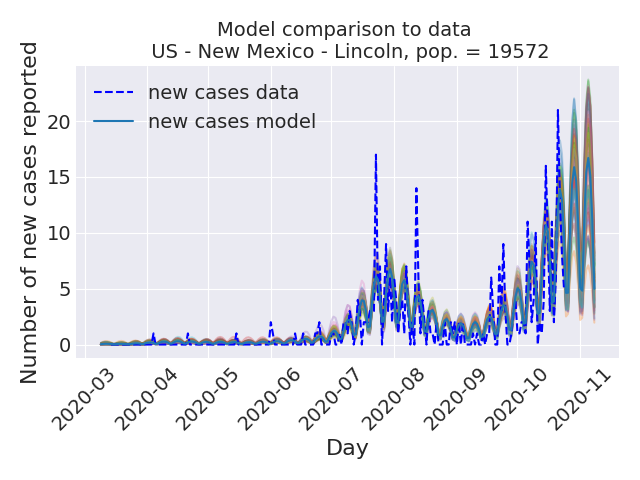 Model comparison to data
US - New Mexico - Lincoln, pop. = 19572
Number of new cases reported
new cases data
new cases model
20
15
10
5
0
2020-03
2020-04
2020-05
2020-06
2020-07
2020-08
2020-09
2020-10
2020-11
Day